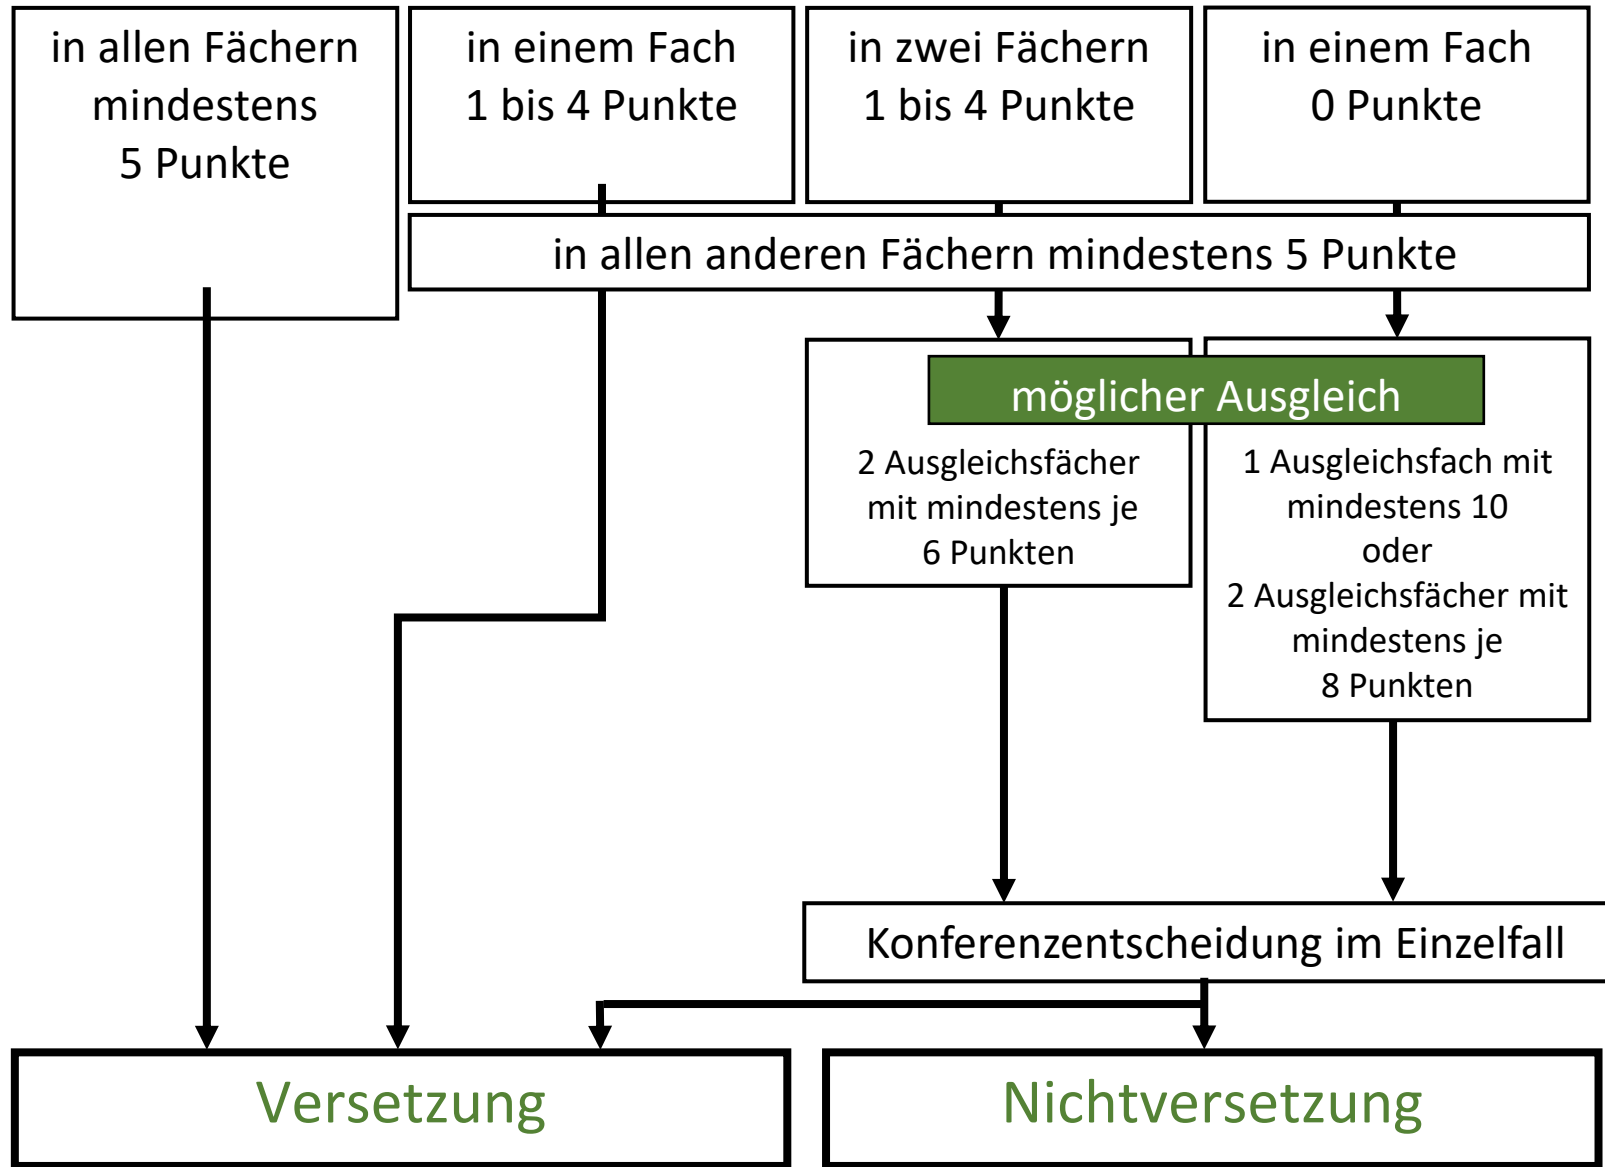 in allen Fächern
mindestens
5 Punkte
in einem Fach
1 bis 4 Punkte
in zwei Fächern
1 bis 4 Punkte
in einem Fach
0 Punkte
in allen anderen Fächern mindestens 5 Punkte
möglicher Ausgleich
2 Ausgleichsfächer
mit mindestens je
6 Punkten
1 Ausgleichsfach mit
mindestens 10
oder
2 Ausgleichsfächer mit
mindestens je
8 Punkten
Konferenzentscheidung im Einzelfall
Versetzung
Nichtversetzung